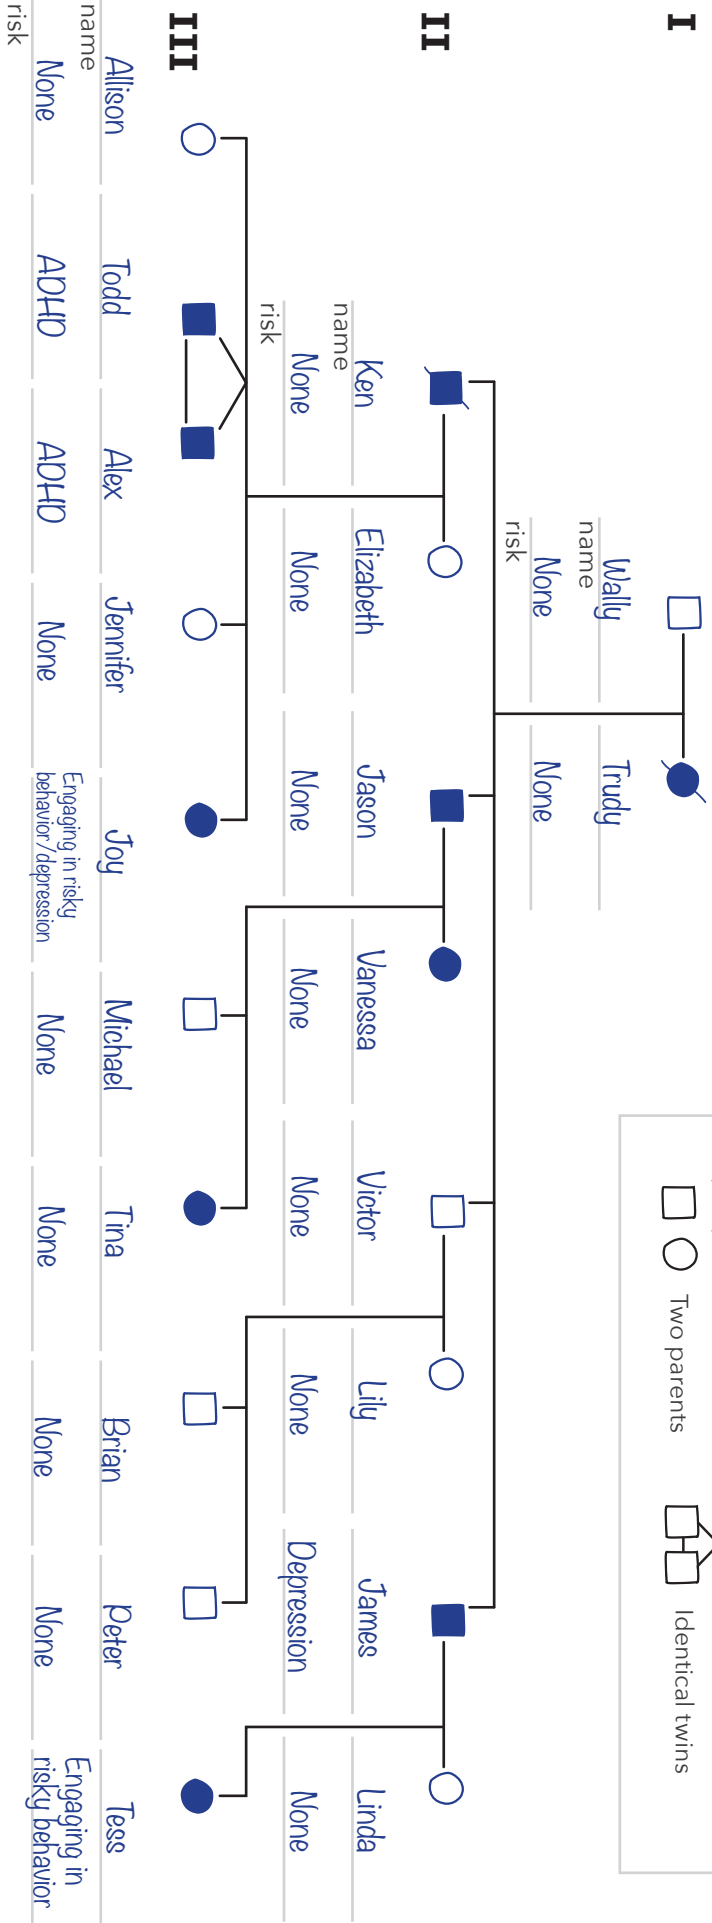 I
Two parents
Identical twins
Wally
Trudy
name
None
None
risk
II
Ken
Elizabeth
Jason
Vanessa
Victor
Lily
James
Linda
name
None
None
None
None
None
None
Depression
None
risk
III
Allison
Todd
Alex
Jennifer
Joy
Michael
Tina
Brian
Peter
Tess
name
None
ADHD
ADHD
None
Engaging in risky
behavior/depression
None
None
None
None
Engaging in
risky behavior
risk